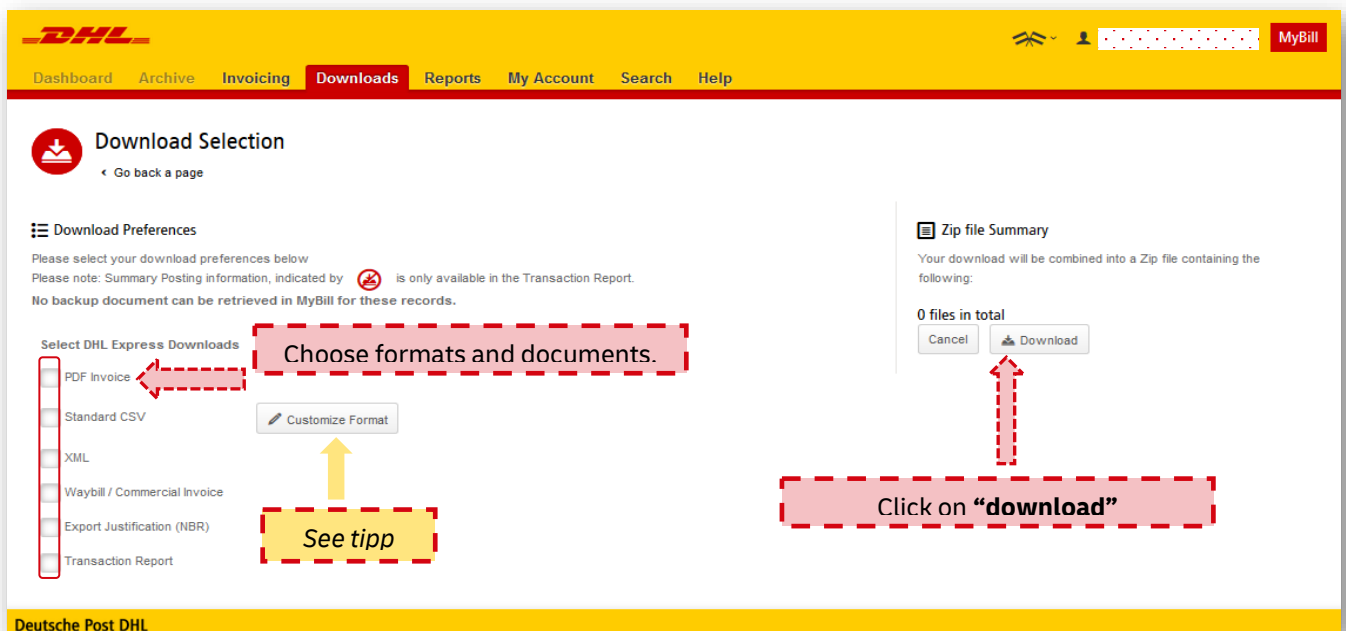 DHL
MyBill
Dashboard Archive Invoicing Downloads Reports My Account Search Help
Download Selection
‹ Go back a page
Download Preferences
Please select your download preferences below
Please note: Summary Posting information, indicated by is only available in the Transaction Report.
No backup document can be retrieved in MyBill for these records.
Select DHL Express Downloads
Choose formats and documents.
PDF Invoice
Standard CSV
Customize Format
XML
Waybill / Commercial Invoice
Export Justification (NBR)
See tipp
Transaction Report
Zip file Summary
Your download will be combined into a Zip file containing the
following:
0 files in total
Cancel Download
Click on “download”
Deutsche Post DHL